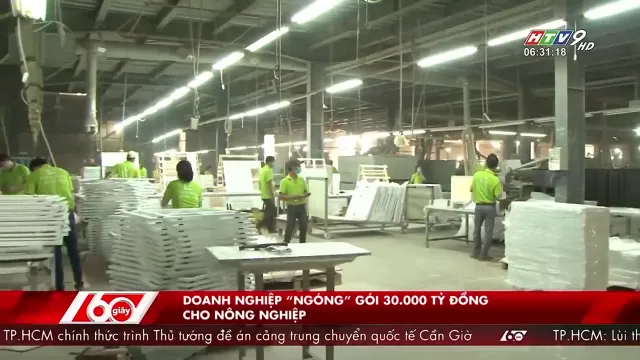 HTV9 HD
06:31:18
60 giây
DOANH NGHIỆP “NGÓNG” GÓI 30.000 TỶ ĐỒNG
CHO NÔNG NGHIỆP
TP.HCM chính thức trình Thủ tướng đề án cảng trung chuyển quốc tế Cần Giờ 60 TP.HCM: Lùi th